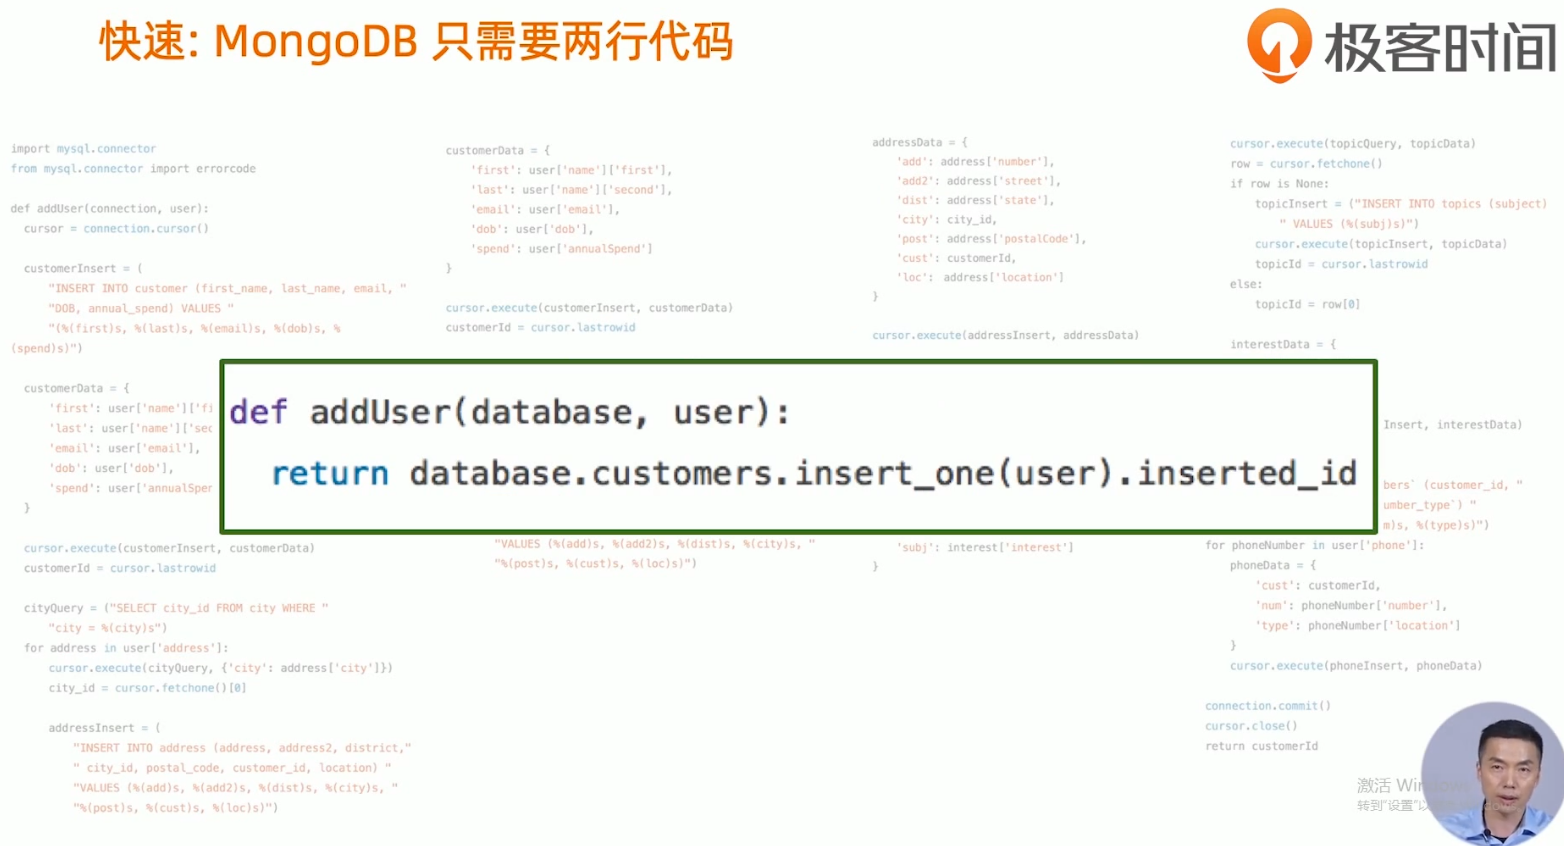 快速: MongoDB 只需要两行代码
极客时间
import mysql.connector
from mysql.connector import errorcode
def addUser(connection, user):
cursor = connection.cursor()
customerInsert = (
"INSERT INTO customer (first_name, last_name, email, "
"DOB, annual_spend) VALUES "
"(%(first)s, %(last)s, %(email)s, %(dob)s, %
(spend)s)")
customerData = {
'first': user['name']['fi
'last': user['name']['sec
'email': user['email'],
'dob': user['dob'],
'spend': user['annualSper
}
cursor.execute(customerInsert, customerData)
customerId = cursor.lastrowid
cityQuery = ("SELECT city_id FROM city WHERE "
"city = %(city)s")
for address in user['address']:
cursor.execute(cityQuery, {'city': address['city']})
city_id = cursor.fetchone()[0]
addressInsert = (
"INSERT INTO address (address, address2, district,"
" city_id, postal_code, customer_id, location) "
"VALUES (%(add)s, %(add2)s, %(dist)s, %(city)s, "
"%(post)s, %(cust)s, %(loc)s)")
customerData = {
'first': user['name']['first'],
'last': user['name']['second'],
'email': user['email'],
'dob': user['dob'],
'spend': user['annualSpend']
}
cursor.execute(customerInsert, customerData)
customerId = cursor.lastrowid
def addUser(database, user):
return database.customers.insert_one(user).inserted_id
"VALUES (%(add)s, %(add2)s, %(dist)s, %(city)s, "
"%(post)s, %(cust)s, %(loc)s)")
addressData = {
'add': address['number'],
'add2': address['street'],
'dist': address['state'],
'city': city_id,
'post': address['postalCode'],
'cust': customerId,
'loc': address['location']
}
cursor.execute(addressInsert, addressData)
'subj': interest['interest']
}
cursor.execute(topicQuery, topicData)
row = cursor.fetchone()
if row is None:
topicInsert = ("INSERT INTO topics (subject)
" VALUES (%(subj)s)")
cursor.execute(topicInsert, topicData)
topicId = cursor.lastrowid
else:
topicId = row[0]
interestData = {
Insert, interestData)
bers` (customer_id, "
umber_type`) "
m)s, %(type)s)")
for phoneNumber in user['phone']:
phoneData = {
'cust': customerId,
'num': phoneNumber['number'],
'type': phoneNumber['location']
}
cursor.execute(phoneInsert, phoneData)
connection.commit()
cursor.close()
return customerId
激活 Windows
转到"设置"以